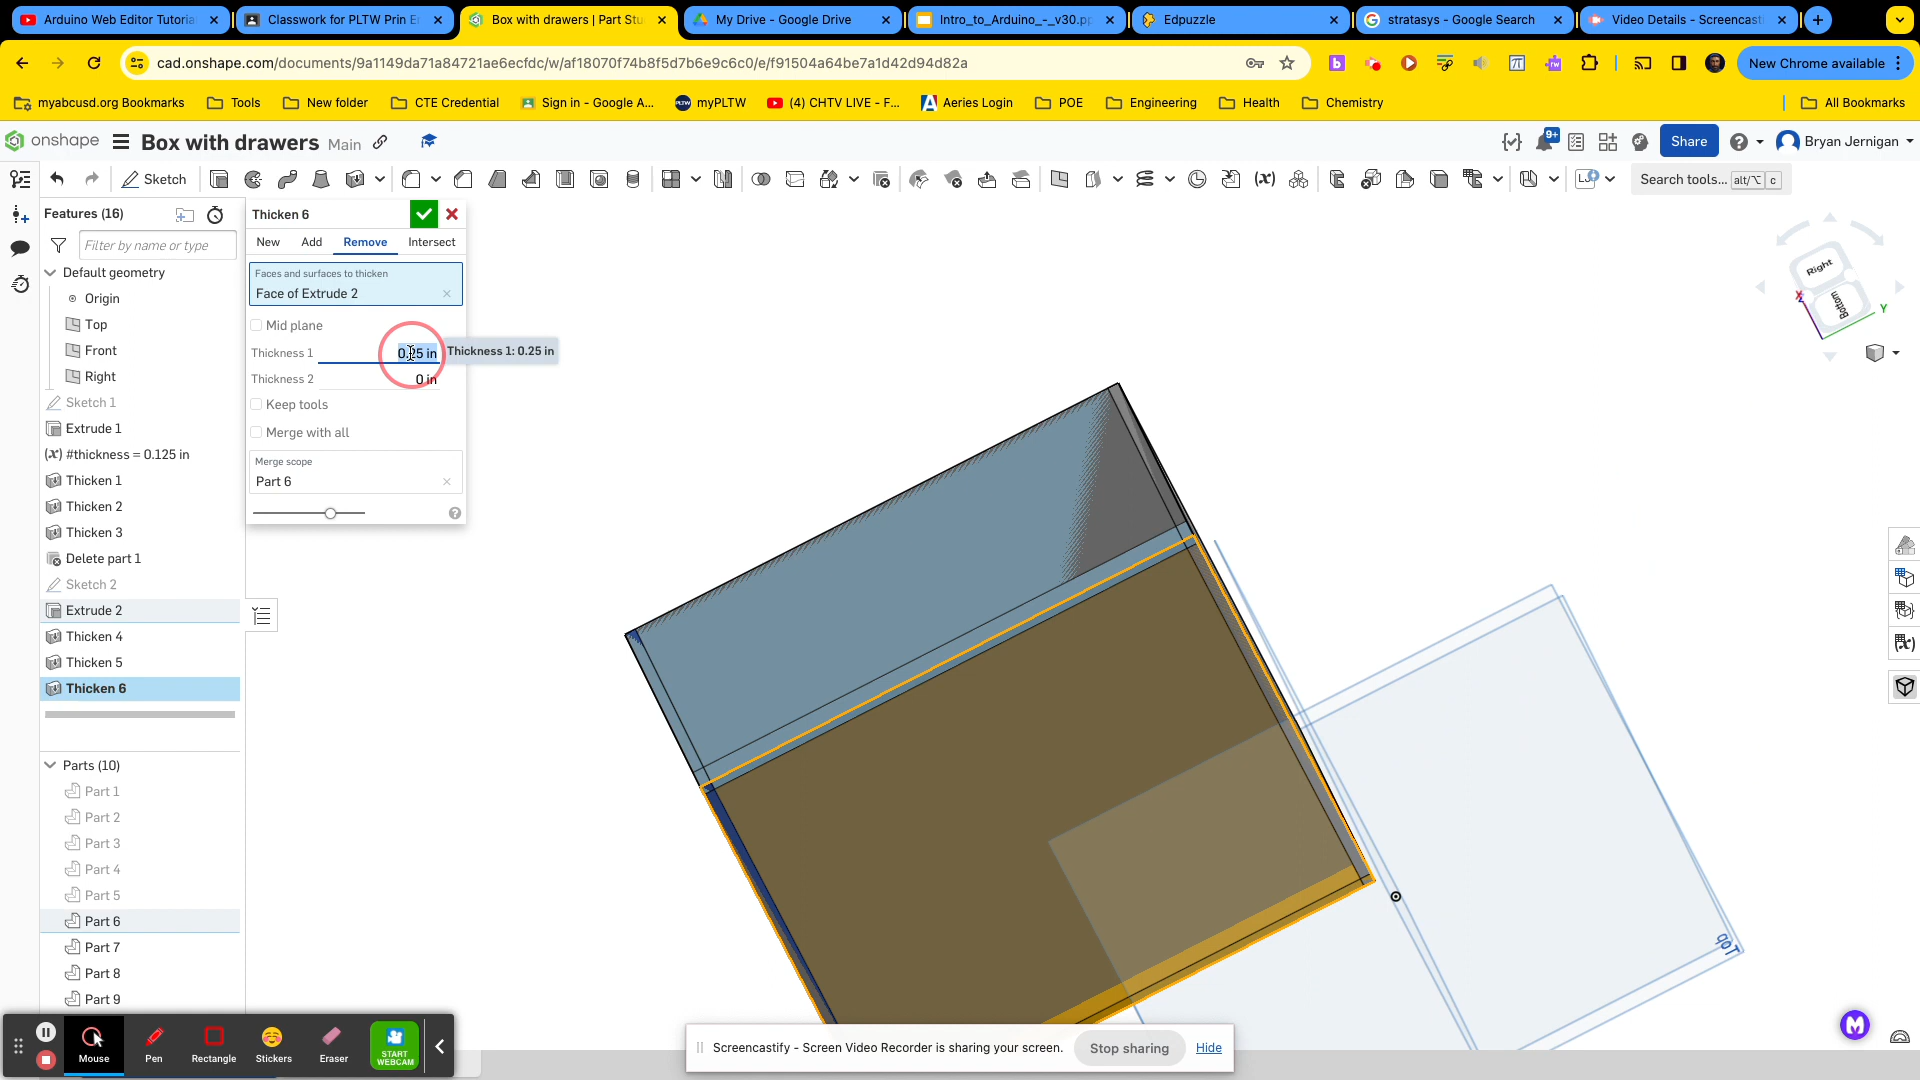 Arduino Web Editor Tutoria
Classwork for PLTW Prin E
Box with drawers | Part Stu
My Drive - Google Drive
Intro_to_Arduino_-_v30.pp
Edpuzzle
stratasys - Google Search
Video Details - Screencast
cad.onshape.com/documents/9a1149da71a84721ae6ecfdc/w/af18070f74b8f5d7b6e9c6c0/e/f91504a64be7a1d42d94d82a
New Chrome available
myabcusd.org Bookmarks
Tools
New folder
CTE Credential
Sign in - Google A...
myPLTW
(4) CHTV LIVE - F...
Aeries Login
POE
Engineering
Health
Chemistry
All Bookmarks
onshape
Box with drawers Main
9+
Share
Bryan Jernigan
Sketch
Search tools... alt/⌥ c
Features (16)
Filter by name or type
Default geometry
Origin
Top
Front
Right
Sketch 1
Extrude 1
(x) #thickness = 0.125 in
Thicken 1
Thicken 2
Thicken 3
Delete part 1
Sketch 2
Extrude 2
Thicken 4
Thicken 5
Thicken 6
Parts (10)
Part 1
Part 2
Part 3
Part 4
Part 5
Part 6
Part 7
Part 8
Part 9
Thicken 6
New Add Remove Intersect
Faces and surfaces to thicken
Face of Extrude 2
Mid plane
Thickness 1 0.25 in
Thickness 1: 0.25 in
Thickness 2 0 in
Keep tools
Merge with all
Merge scope
Part 6
Right
Bottom
X
Y
Top
Mouse
Pen
Rectangle
Stickers
Eraser
START
WEBCAM
Screencastify - Screen Video Recorder is sharing your screen.
Stop sharing
Hide